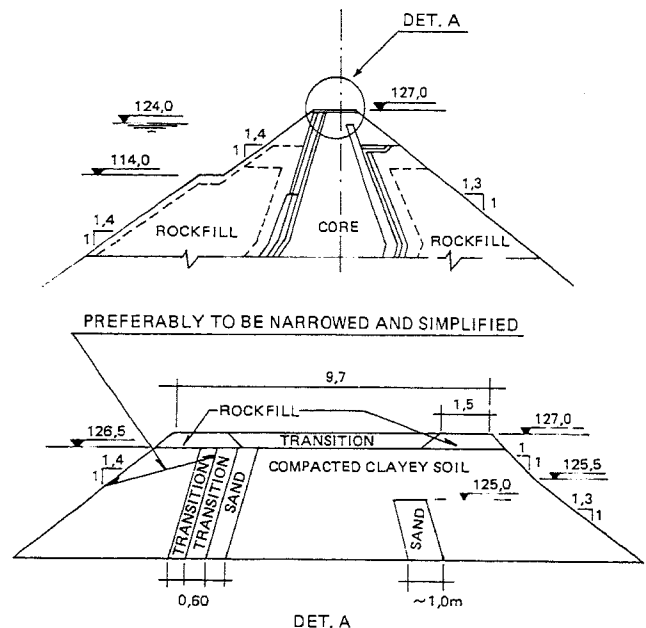 DET. A
127,0
124,0
1,4
1
114,0
1,3
1
1,4
1
ROCKFILL
CORE
ROCKFILL
PREFERABLY TO BE NARROWED AND SIMPLIFIED
9,7
ROCKFILL
1,5
126,5
127,0
TRANSITION
1,4
1
COMPACTED CLAYEY SOIL
1
1
125,5
125,0
1,3
1
TRANSITION
TRANSITION
SAND
SAND
0,60
~1,0m
DET. A